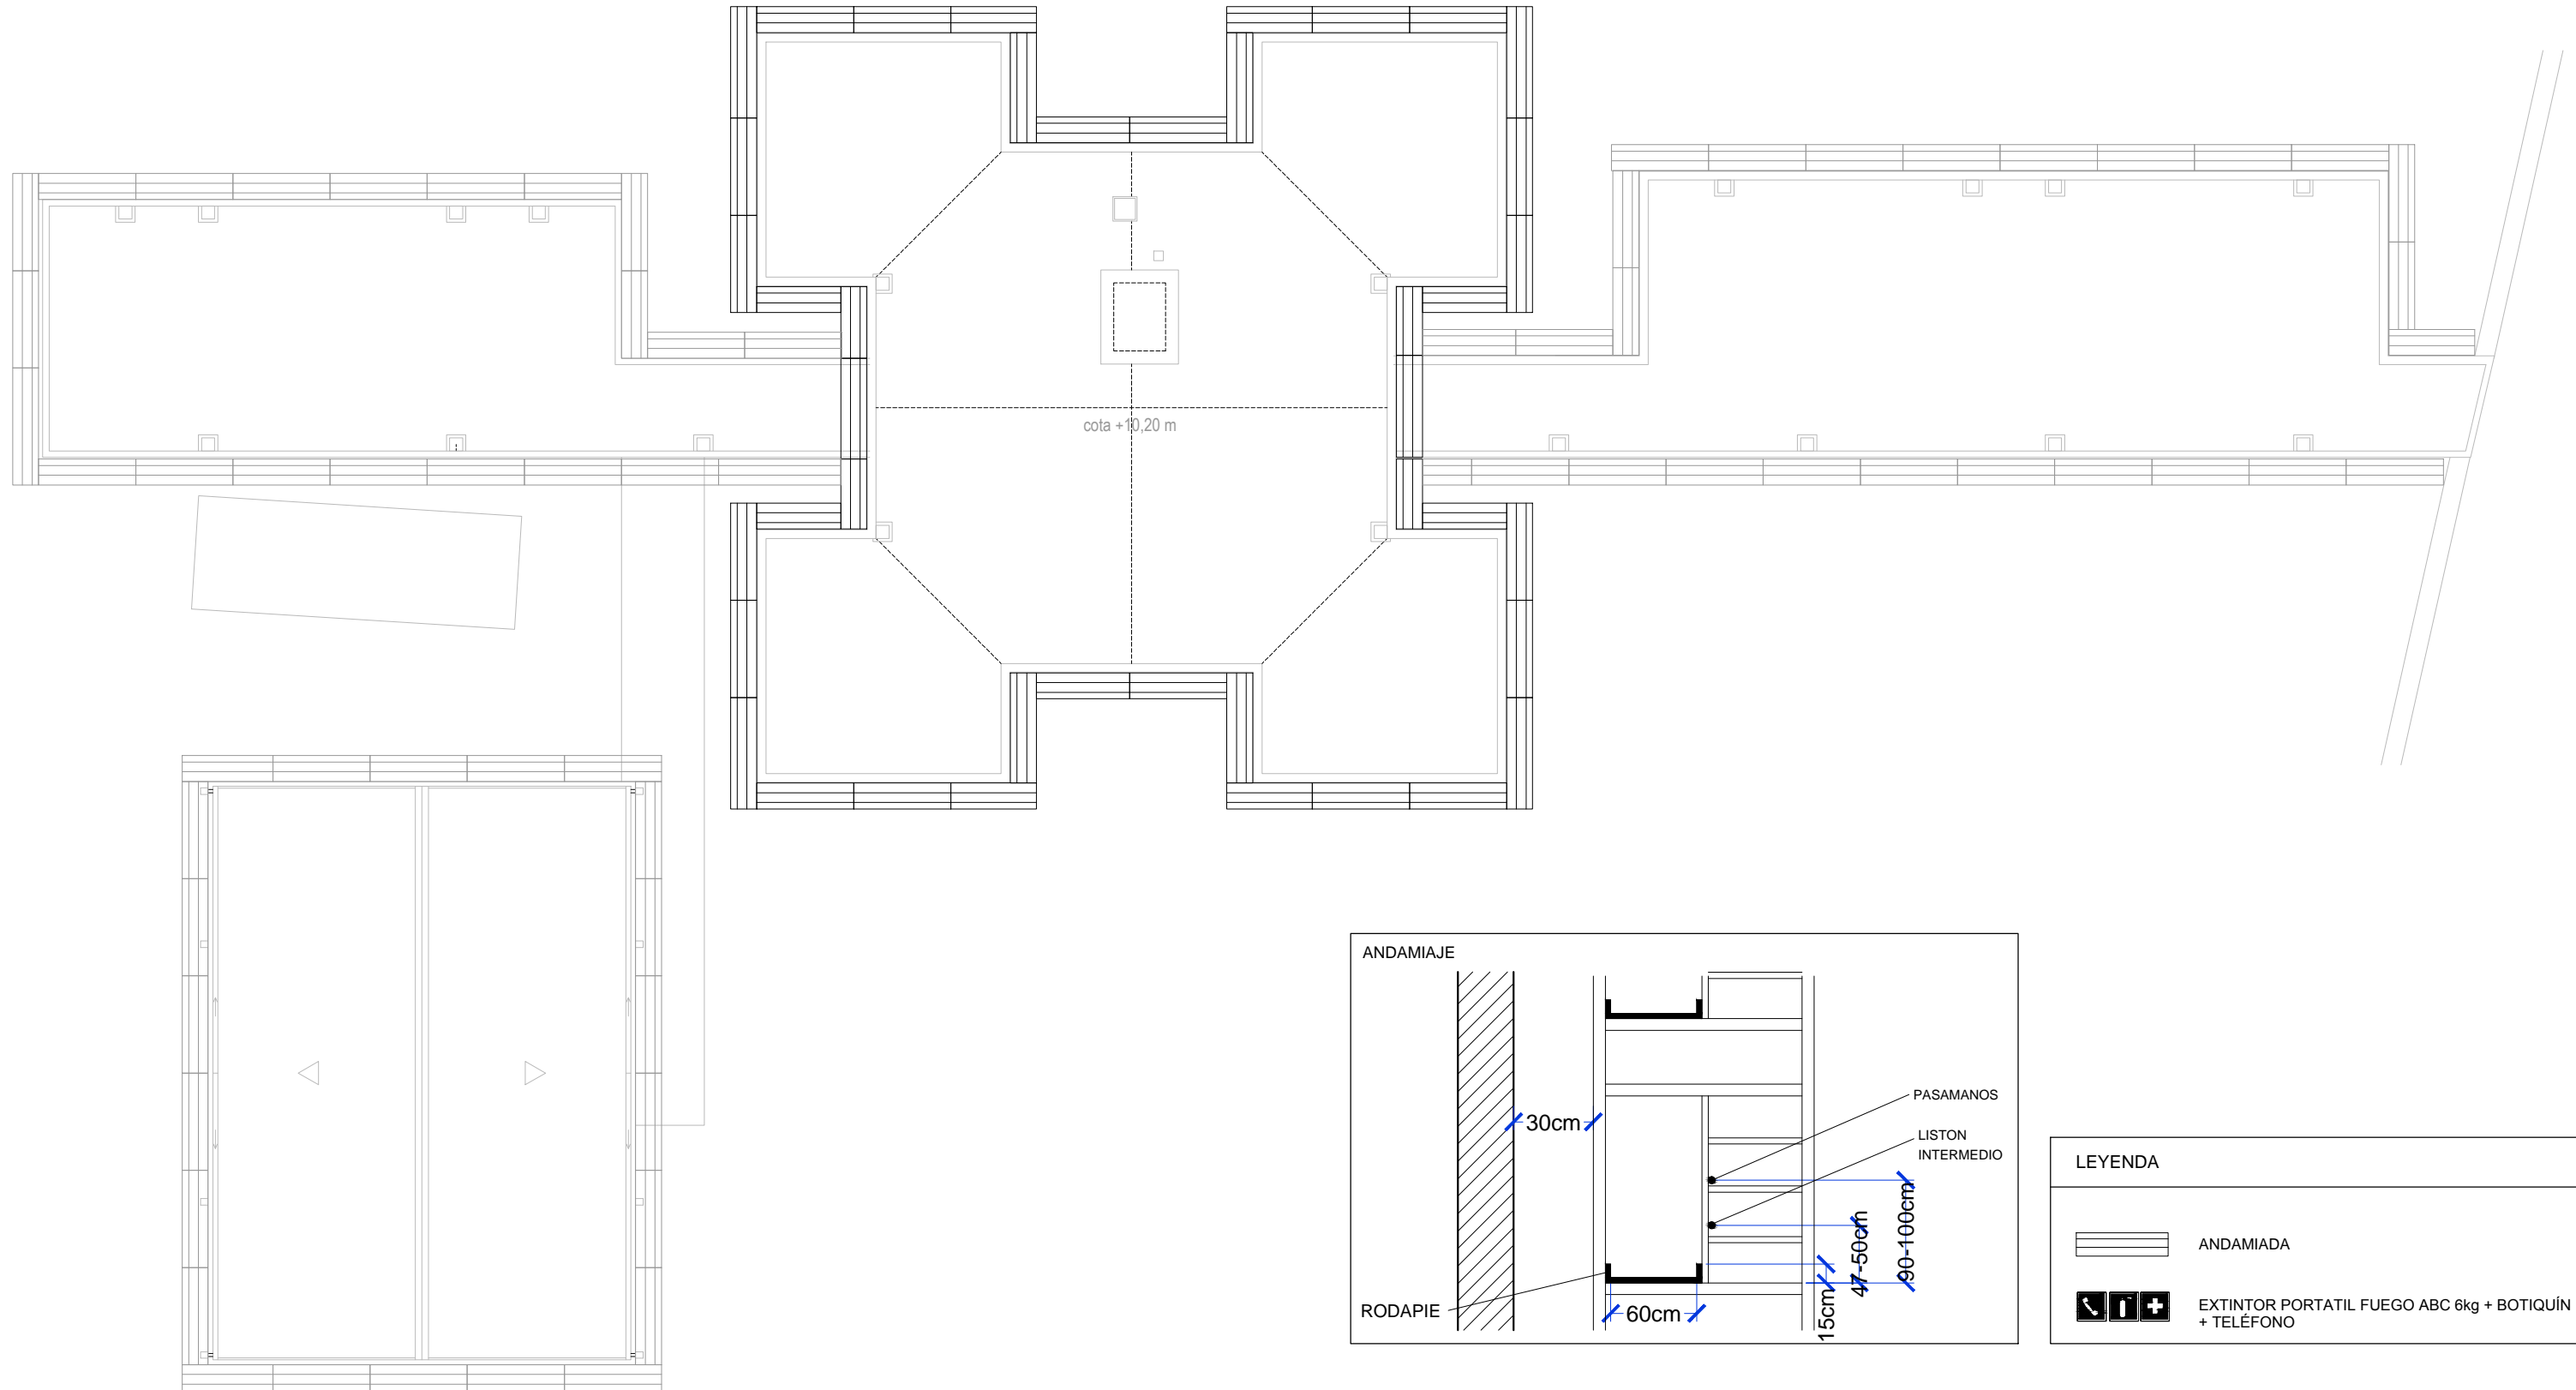 cota +10,20 m
ANDAMIAJE
PASAMANOS
LISTON
INTERMEDIO
30cm
90-100cm
47-50cm
15cm
60cm
RODAPIE
LEYENDA
ANDAMIADA
EXTINTOR PORTATIL FUEGO ABC 6kg + BOTIQUÍN
+ TELÉFONO